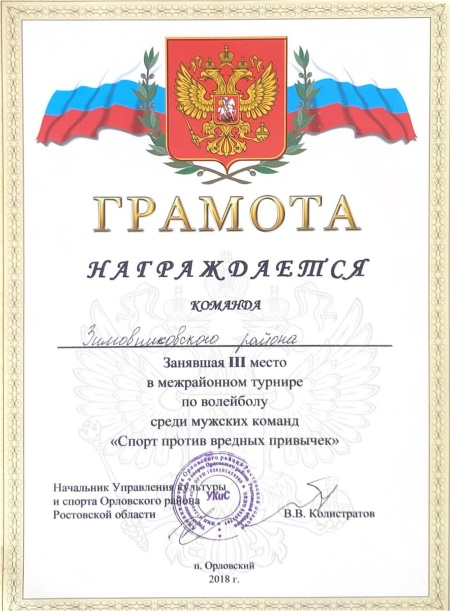 ГРАМОТА
НАГРАЖДАЕТСЯ
КОМАНДА
Зимовниковского района
Занявшая III место
в межрайонном турнире
по волейболу
среди мужских команд
«Спорт против вредных привычек»
Начальник Управления культуры
и спорта Орловского района
Ростовской области
УКиС
В.В. Колистратов
п. Орловский
2018 г.